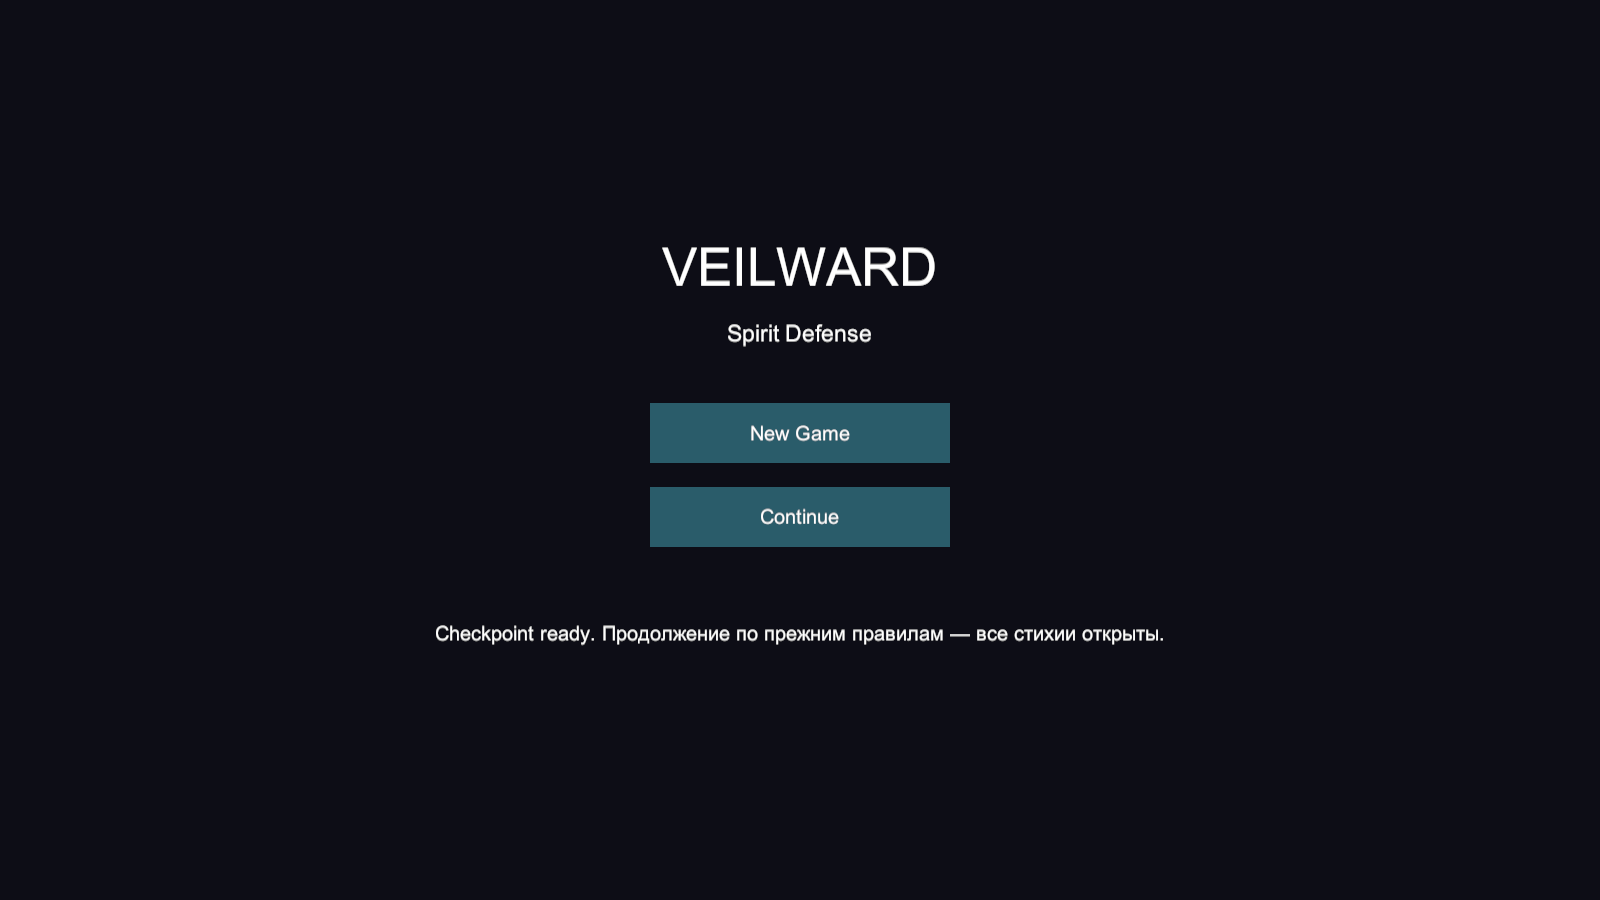 VEILWARD
Spirit Defense
New Game
Continue
Checkpoint ready. Продолжение по прежним правилам — все стихии открыты.